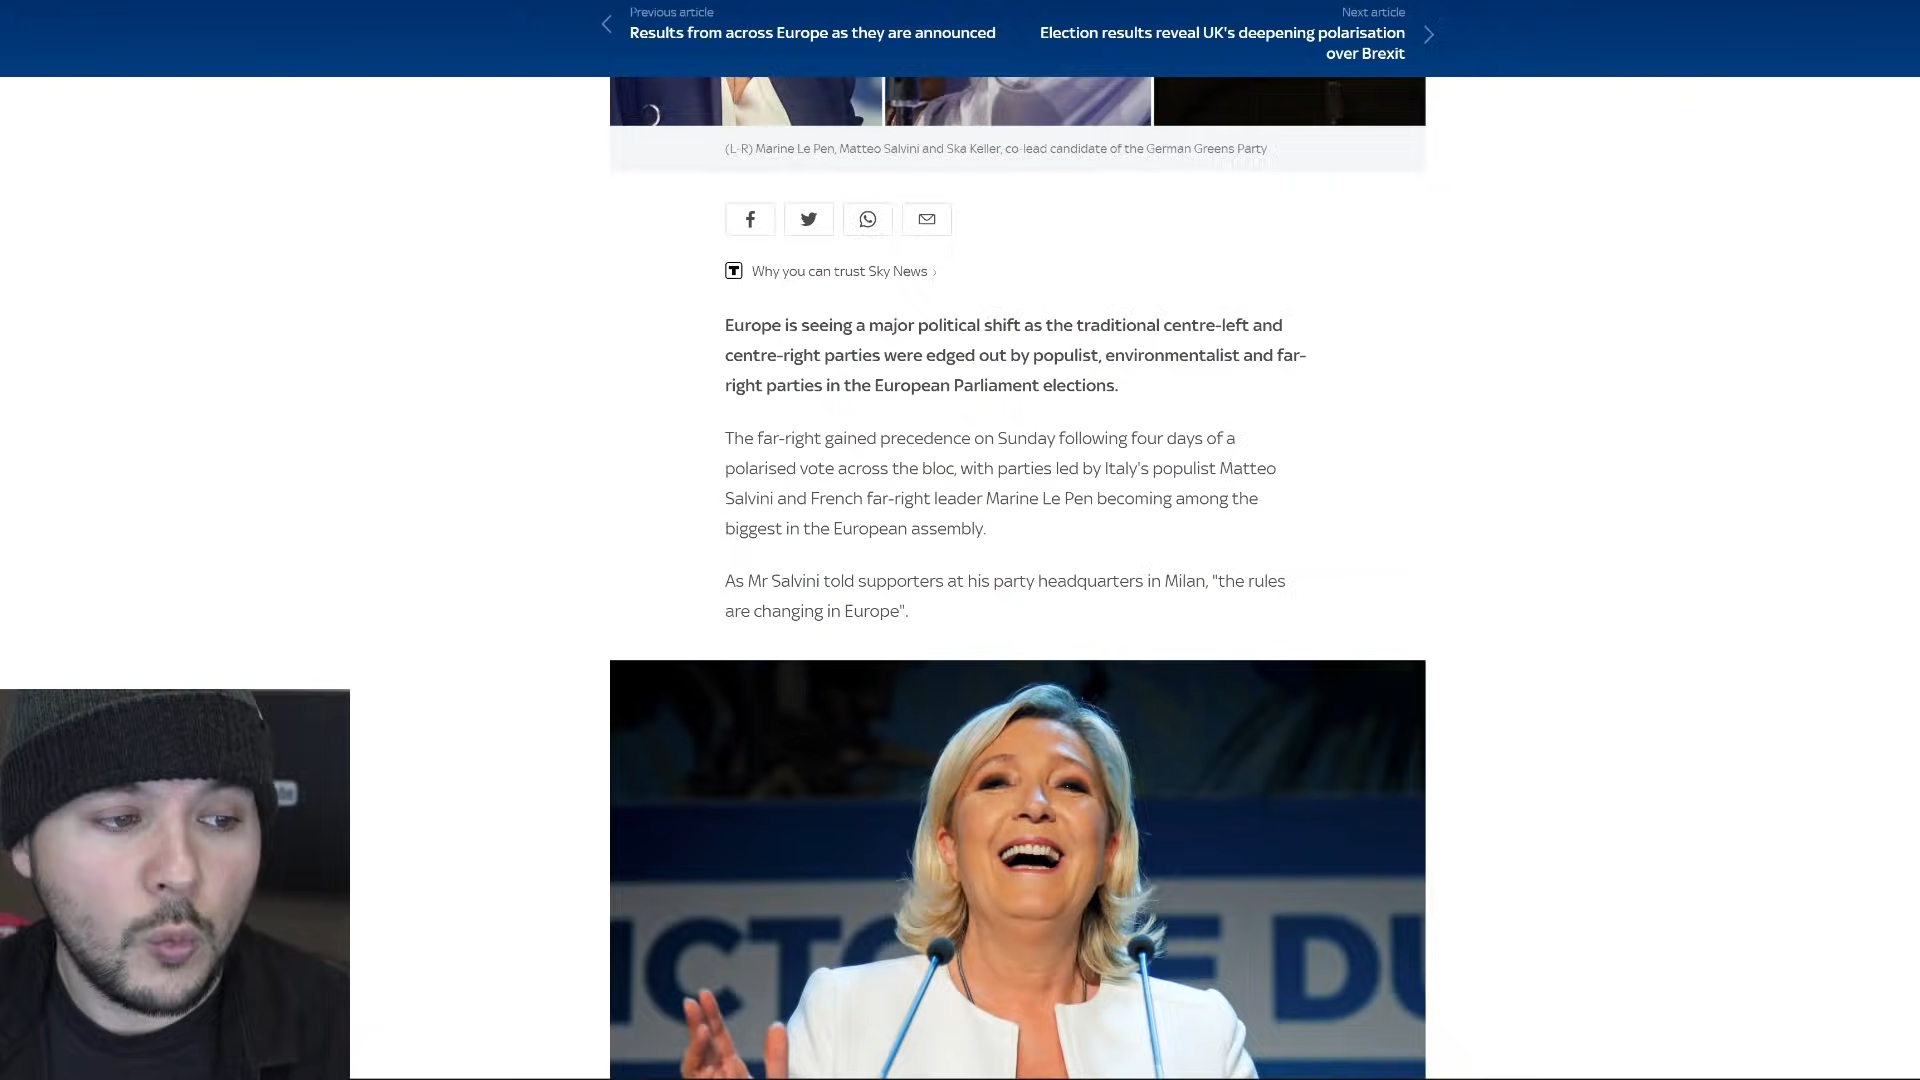 Previous article
Results from across Europe as they are announced
Next article
Election results reveal UK's deepening polarisation
over Brexit
(L-R) Marine Le Pen, Matteo Salvini and Ska Keller, co-lead candidate of the German Greens Party
Why you can trust Sky News
Europe is seeing a major political shift as the traditional centre-left and
centre-right parties were edged out by populist, environmentalist and far-
right parties in the European Parliament elections.
The far-right gained precedence on Sunday following four days of a
polarised vote across the bloc, with parties led by Italy's populist Matteo
Salvini and French far-right leader Marine Le Pen becoming among the
biggest in the European assembly.
As Mr Salvini told supporters at his party headquarters in Milan, "the rules
are changing in Europe".
ICTO E DU